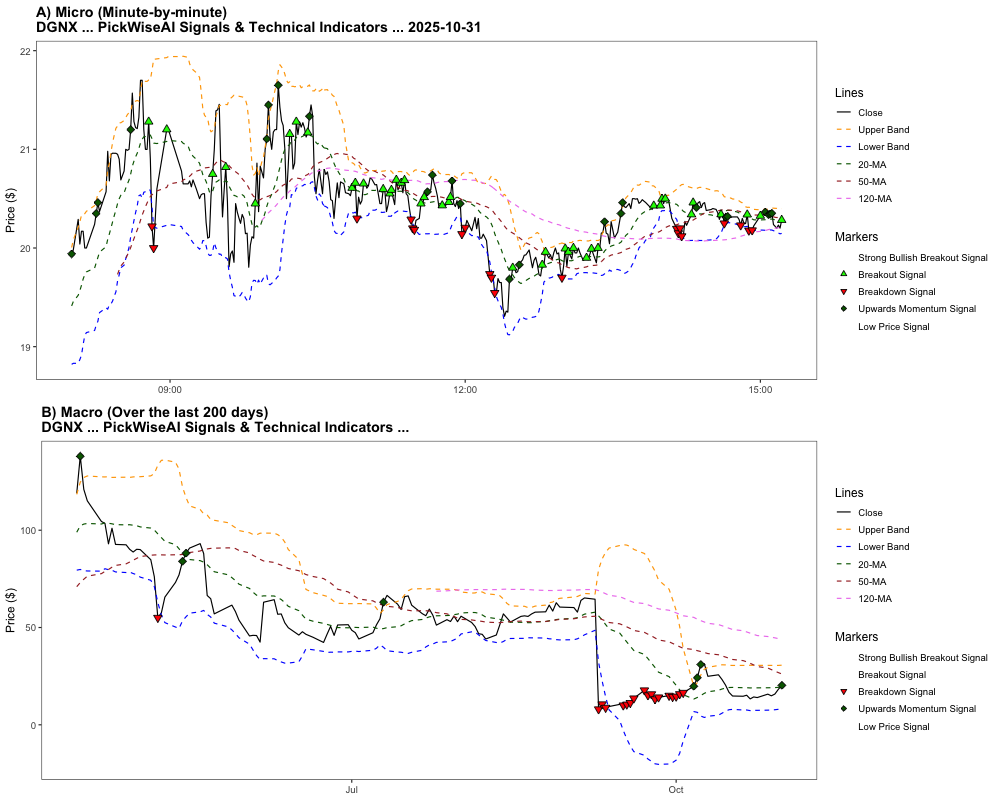 A) Micro (Minute-by-minute)
DGNX ... PickWiseAI Signals & Technical Indicators ... 2025-10-31
22
21
20
19
Price ($)
09:00
12:00
15:00
Lines
Close
Upper Band
Lower Band
20-MA
50-MA
120-MA
Markers
Strong Bullish Breakout Signal
Breakout Signal
Breakdown Signal
Upwards Momentum Signal
Low Price Signal
B) Macro (Over the last 200 days)
DGNX ... PickWiseAI Signals & Technical Indicators ...
100
50
0
Price ($)
Jul
Oct
Lines
Close
Upper Band
Lower Band
20-MA
50-MA
120-MA
Markers
Strong Bullish Breakout Signal
Breakout Signal
Breakdown Signal
Upwards Momentum Signal
Low Price Signal